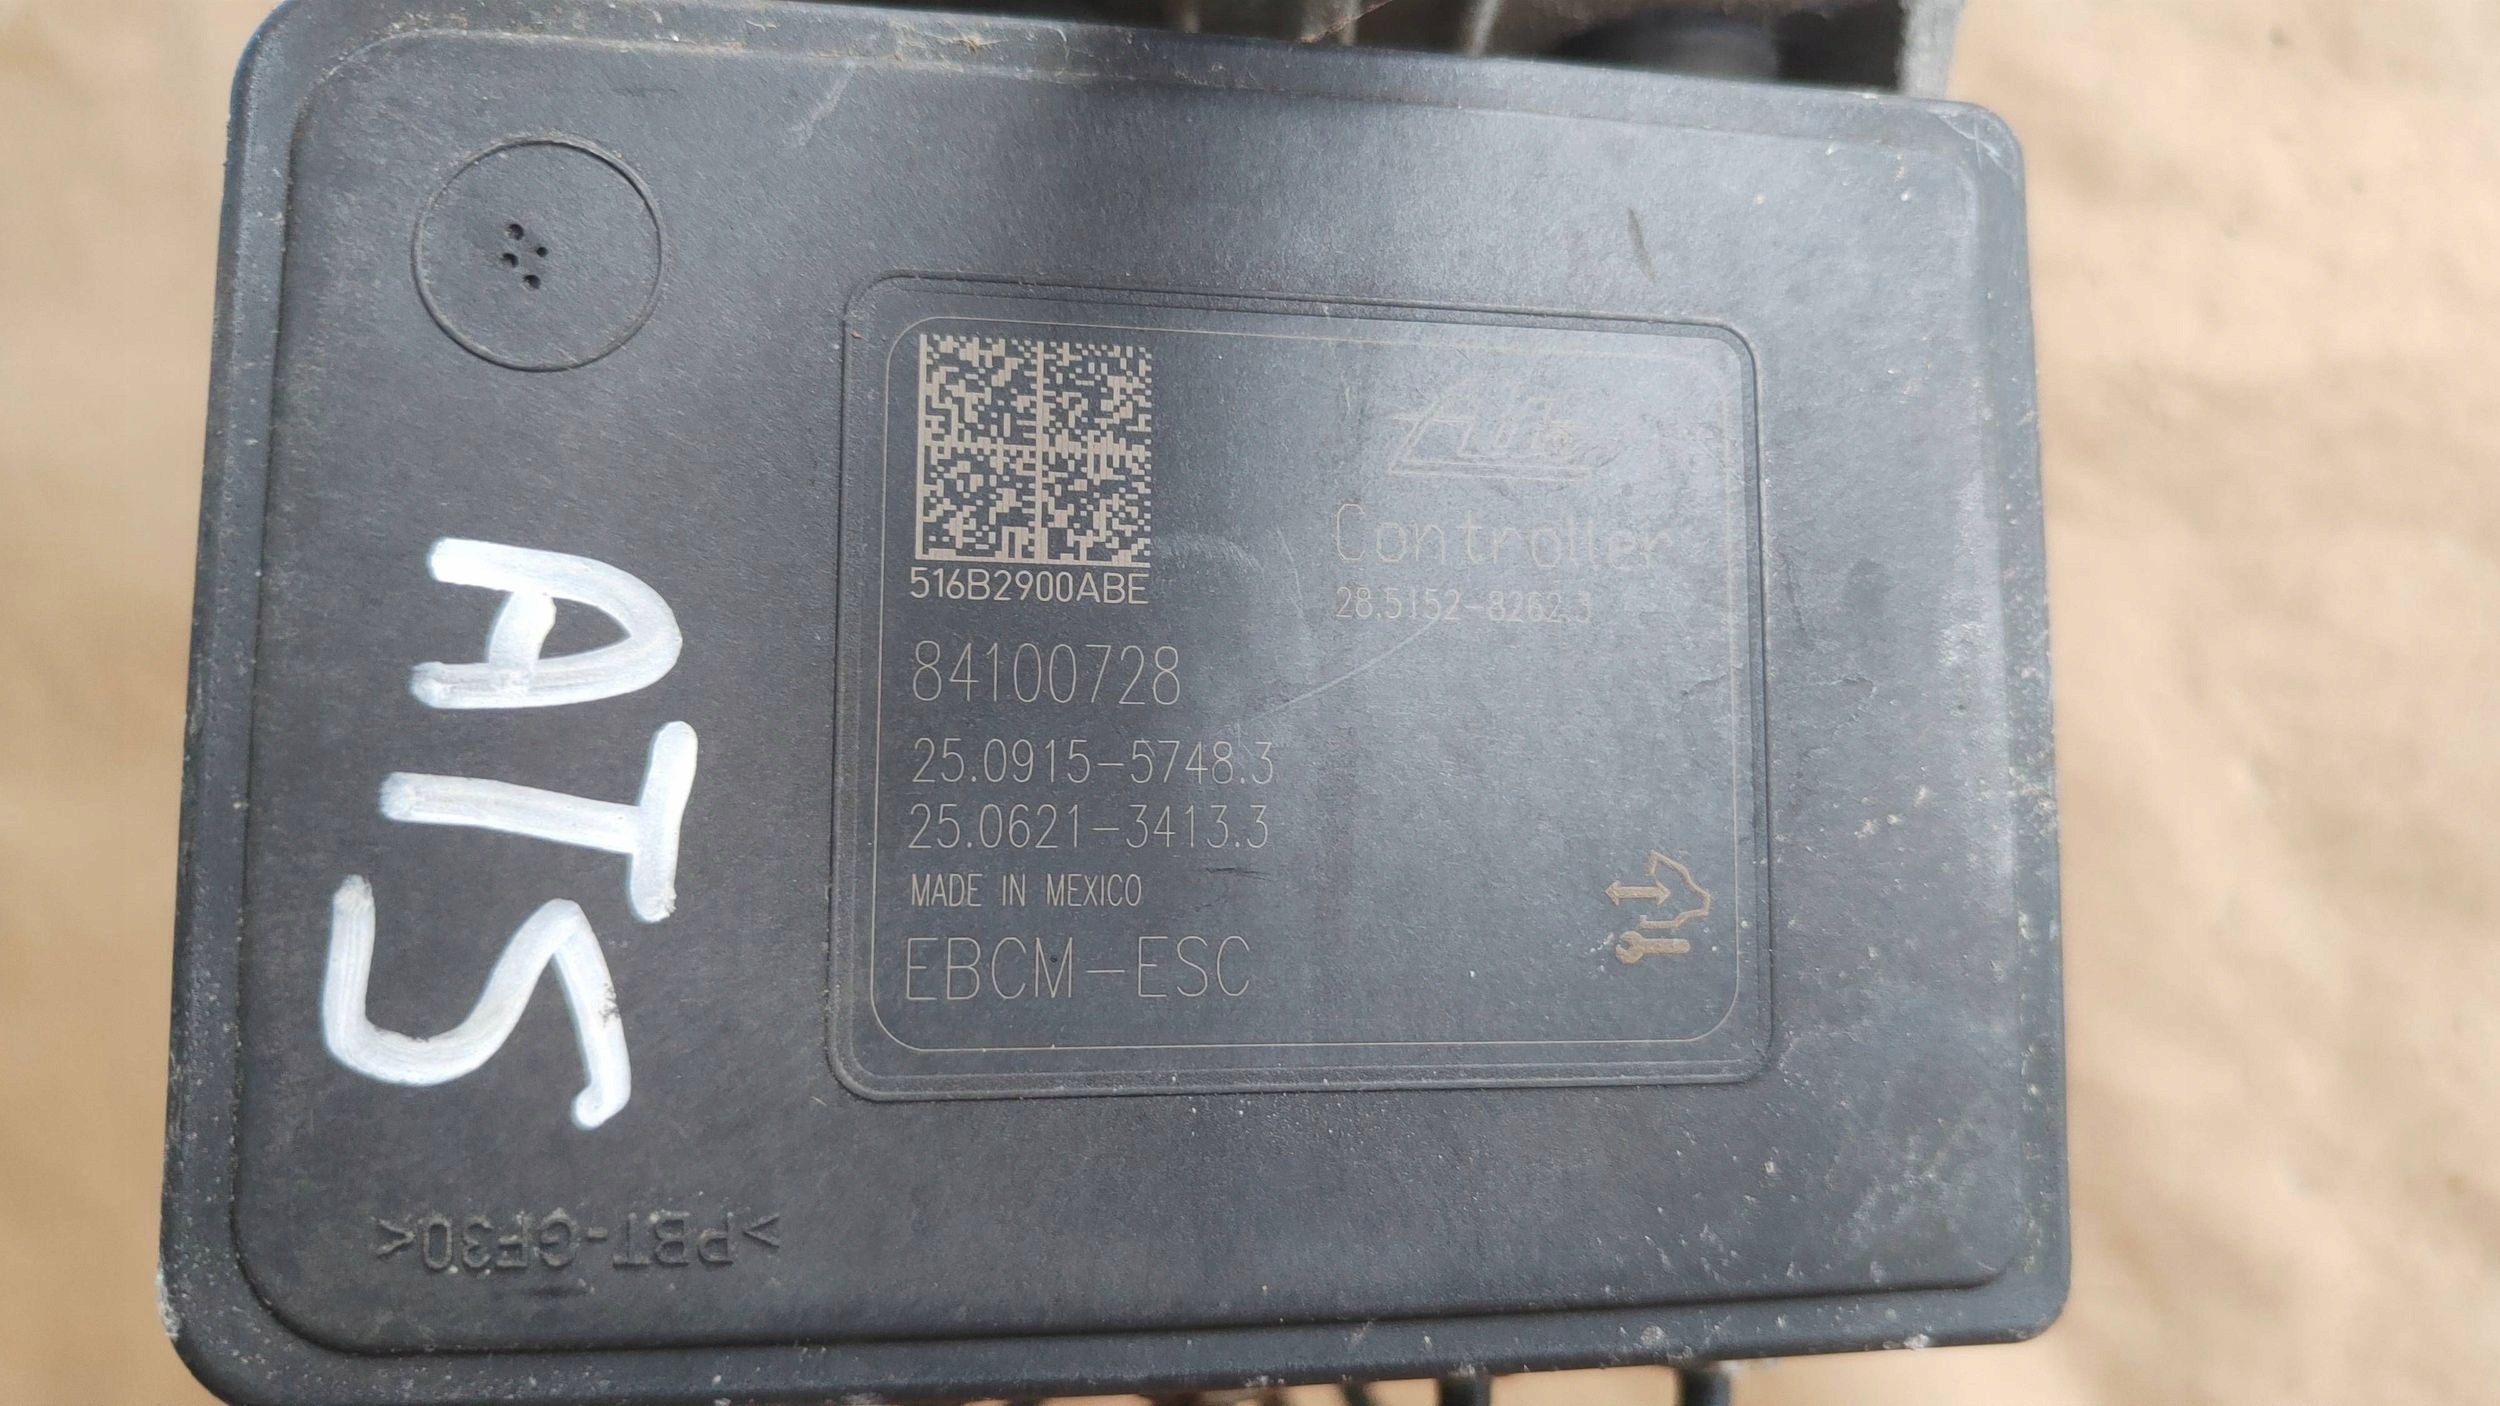 Ate
Controller
28.5152-8262.3
516B2900ABE
84100728
25.0915-5748.3
25.0621-3413.3
MADE IN MEXICO
EBCM-ESC
ATS
>PBT-GF30<